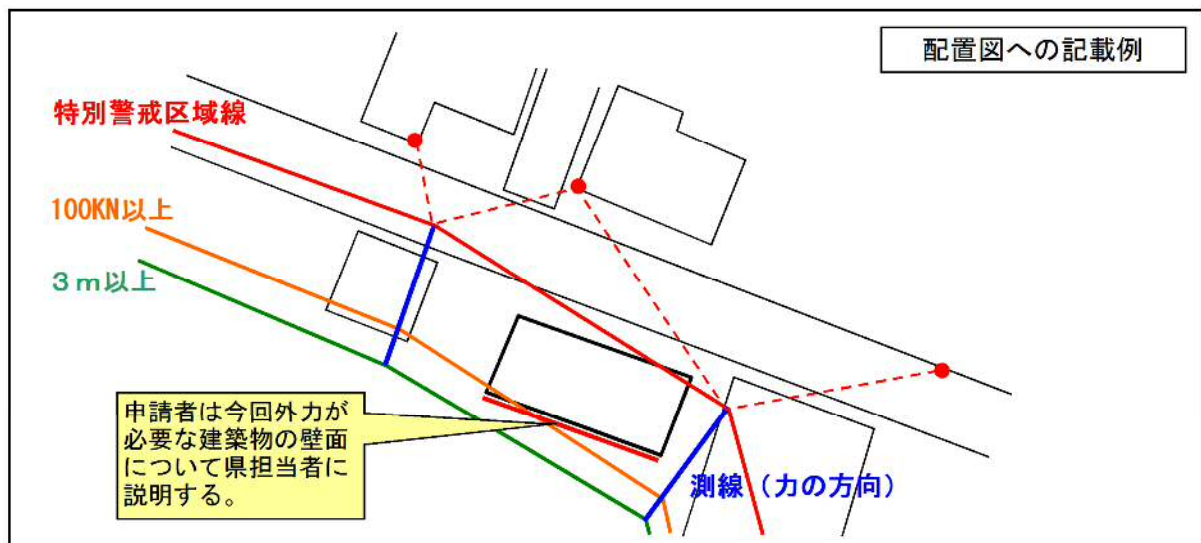 配置図への記載例
特別警戒区域線
100KN以上
３ｍ以上
申請者は今回外力が
必要な建築物の壁面
について県担当者に
説明する。
測線（力の方向）